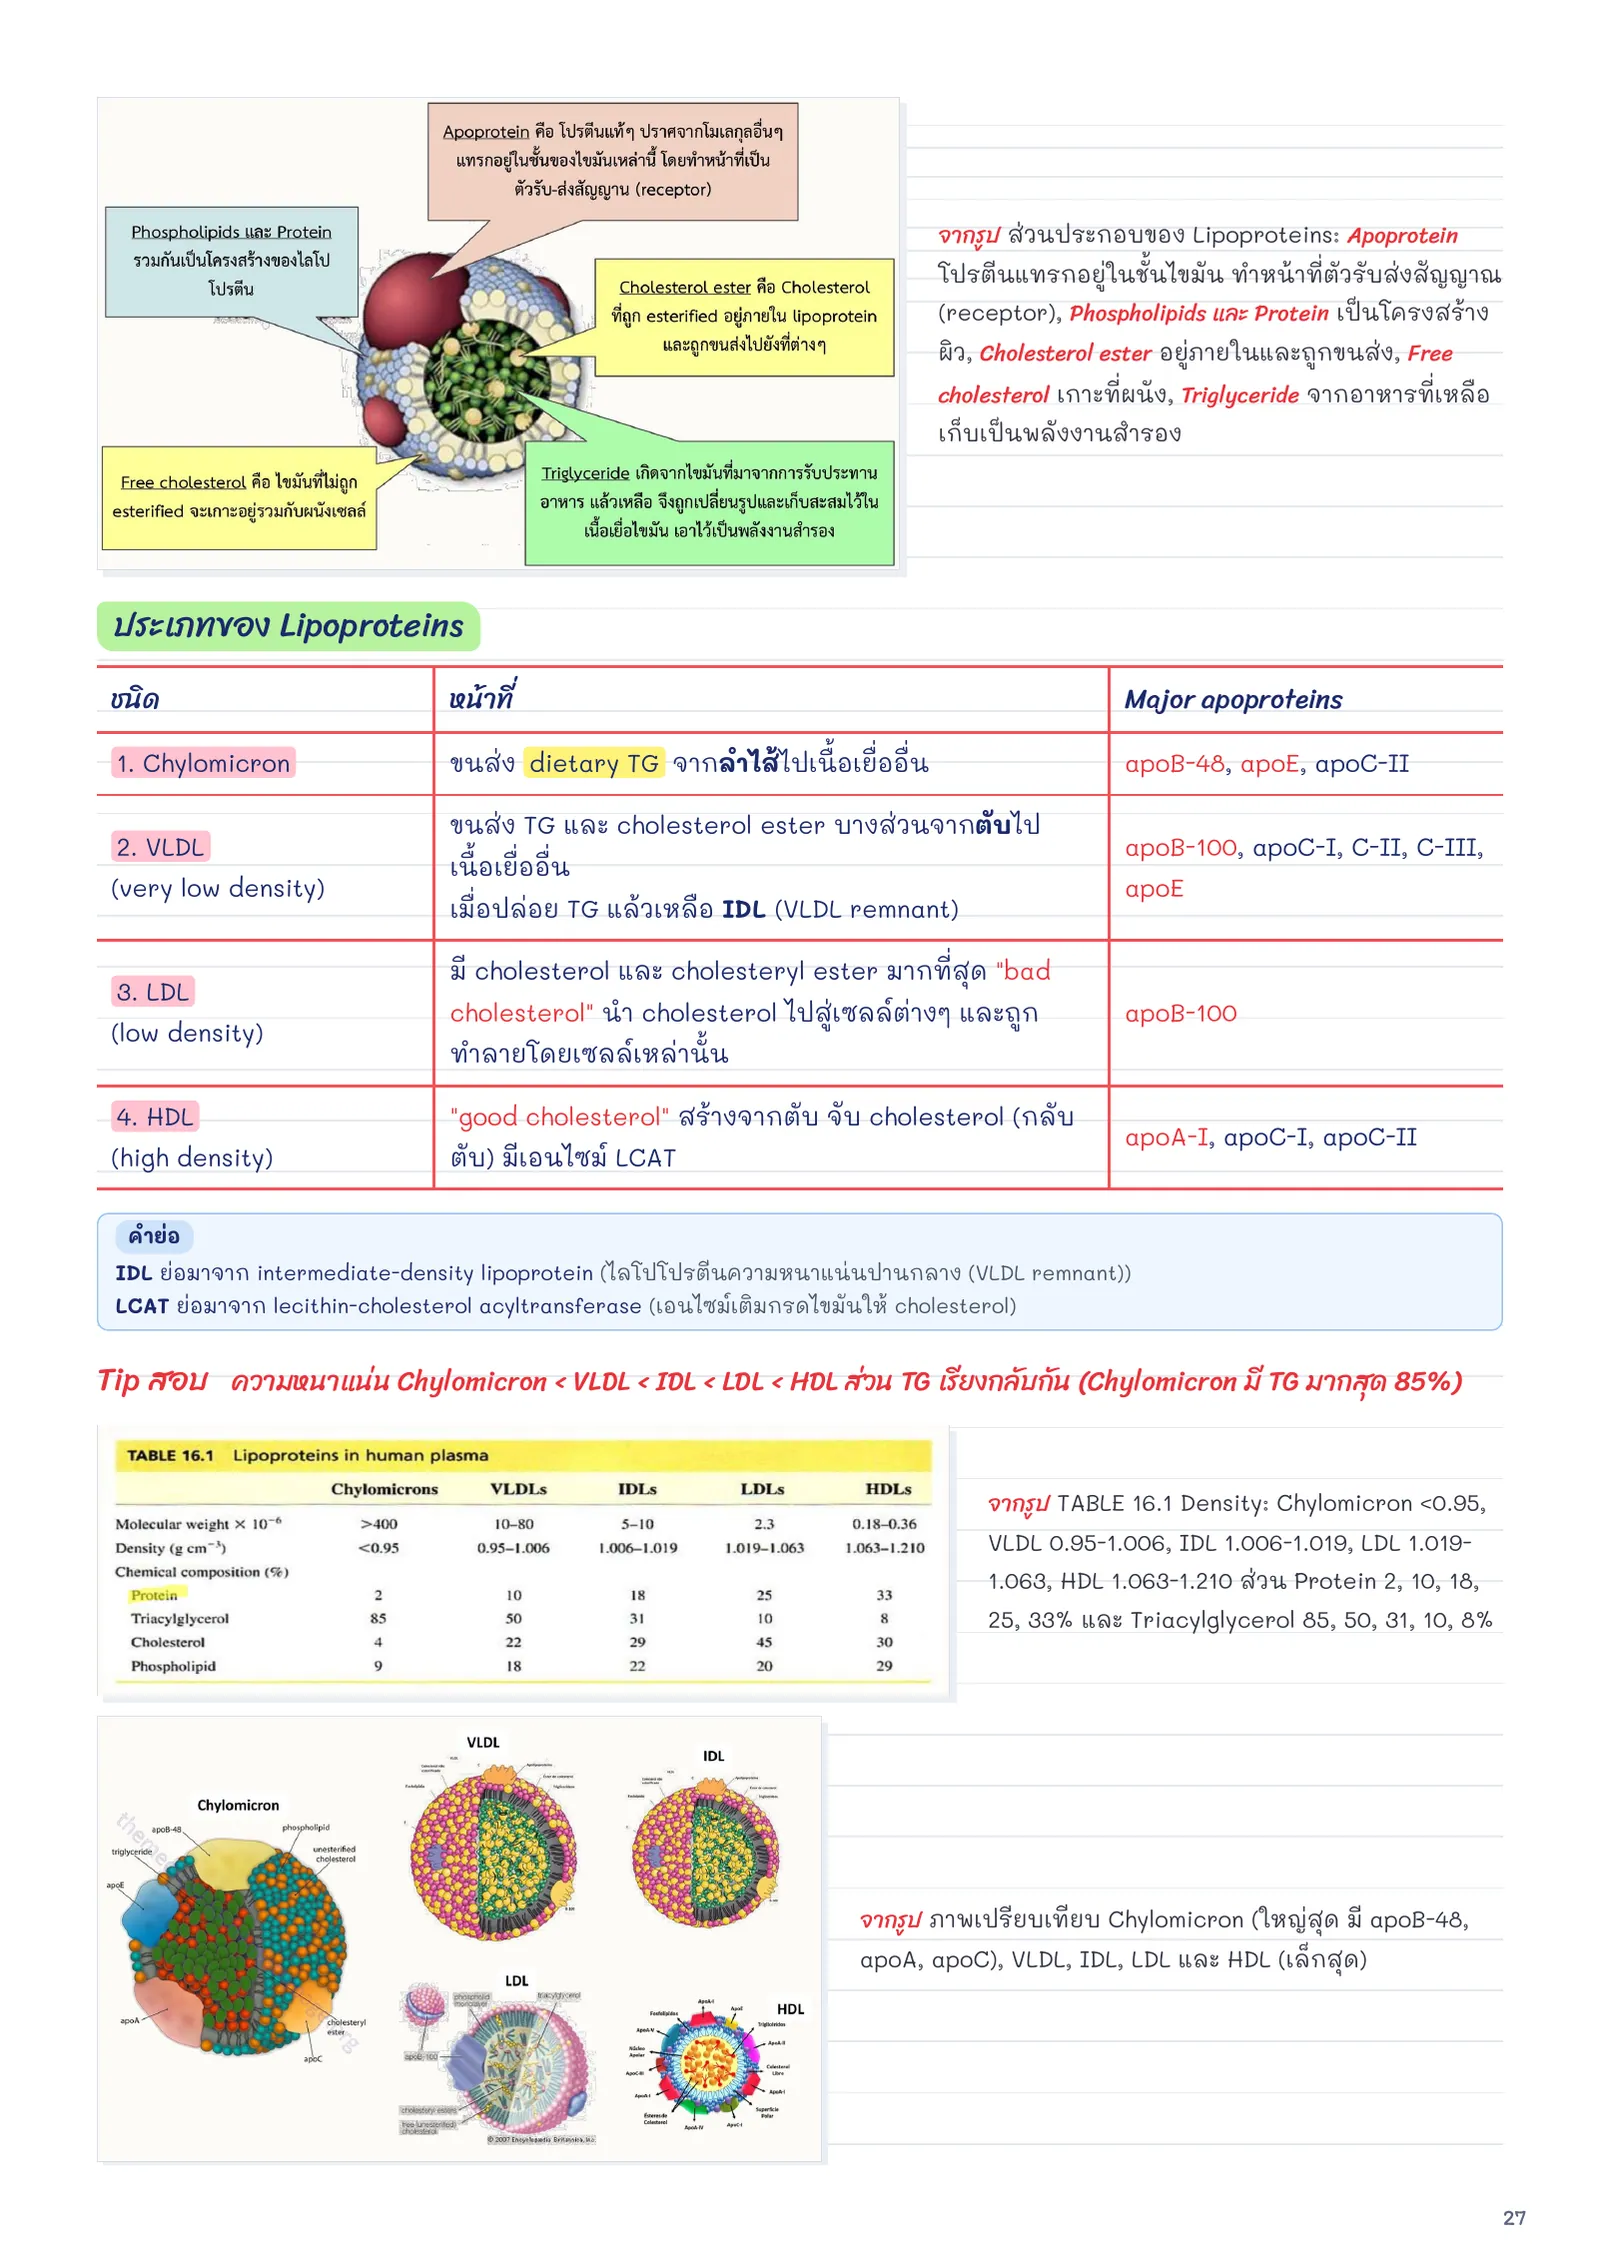 Apoprotein คือ โปรตีนแท้ๆ ปราศจากโมเลกุลอื่นๆ
แทรกอยู่ในชั้นของไขมันเหล่านี้ โดยทำหน้าที่เป็น
ตัวรับ-ส่งสัญญาน (receptor)
Phospholipids และ Protein
รวมกันเป็นโครงสร้างของไลโป
โปรตีน
Cholesterol ester คือ Cholesterol
ที่ถูก esterified อยู่ภายใน lipoprotein
และถูกขนส่งไปยังที่ต่างๆ
Free cholesterol คือ ไขมันที่ไม่ถูก
esterified จะเกาะอยู่รวมกับผนังเซลล์
Triglyceride เกิดจากไขมันที่มาจากการรับประทาน
อาหาร แล้วเหลือ จึงถูกเปลี่ยนรูปและเก็บสะสมไว้ใน
เนื้อเยื่อไขมัน เอาไว้เป็นพลังงานสำรอง
จากรูป ส่วนประกอบของ Lipoproteins: Apoprotein
โปรตีนแทรกอยู่ในชั้นไขมัน ทำหน้าที่ตัวรับส่งสัญญาณ
(receptor), Phospholipids และ Protein เป็นโครงสร้าง
ผิว, Cholesterol ester อยู่ภายในและถูกขนส่ง, Free
cholesterol เกาะที่ผนัง, Triglyceride จากอาหารที่เหลือ
เก็บเป็นพลังงานสำรอง
ประเภทของ Lipoproteins
ชนิด หน้าที่ Major apoproteins
1. Chylomicron ขนส่ง dietary TG จากลำไส้ไปเนื้อเยื่ออื่น apoB-48, apoE, apoC-II
2. VLDL
(very low density)
ขนส่ง TG และ cholesterol ester บางส่วนจากตับไป
เนื้อเยื่ออื่น
เมื่อปล่อย TG แล้วเหลือ IDL (VLDL remnant)
apoB-100, apoC-I, C-II, C-III,
apoE
3. LDL
(low density)
มี cholesterol และ cholesteryl ester มากที่สุด "bad
cholesterol" นำ cholesterol ไปสู่เซลล์ต่างๆ และถูก
ทำลายโดยเซลล์เหล่านั้น
apoB-100
4. HDL
(high density)
"good cholesterol" สร้างจากตับ จับ cholesterol (กลับ
ตับ) มีเอนไซม์ LCAT
apoA-I, apoC-I, apoC-II
คำย่อ
IDL ย่อมาจาก intermediate-density lipoprotein (ไลโปโปรตีนความหนาแน่นปานกลาง (VLDL remnant))
LCAT ย่อมาจาก lecithin-cholesterol acyltransferase (เอนไซม์เติมกรดไขมันให้ cholesterol)
Tip สอบ ความหนาแน่น Chylomicron < VLDL < IDL < LDL < HDL ส่วน TG เรียงกลับกัน (Chylomicron มี TG มากสุด 85%)
TABLE 16.1 Lipoproteins in human plasma
Chylomicrons VLDLs IDLs LDLs HDLs
Molecular weight × 10⁻⁶ >400 10–80 5–10 2.3 0.18–0.36
Density (g cm⁻³) <0.95 0.95–1.006 1.006–1.019 1.019–1.063 1.063–1.210
Chemical composition (%)
Protein 2 10 18 25 33
Triacylglycerol 85 50 31 10 8
Cholesterol 4 22 29 45 30
Phospholipid 9 18 22 20 29
จากรูป TABLE 16.1 Density: Chylomicron <0.95,
VLDL 0.95-1.006, IDL 1.006-1.019, LDL 1.019-
1.063, HDL 1.063-1.210 ส่วน Protein 2, 10, 18,
25, 33% และ Triacylglycerol 85, 50, 31, 10, 8%
Chylomicron
apoB-48
phospholipid
triglyceride
unesterified
cholesterol
apoE
apoA
cholesteryl
ester
apoC
VLDL
IDL
LDL
phospholipid
monolayer
triacylglycerol
apoB-100
cholesteryl esters
free (unesterified)
cholesterol
© 2007 Encyclopædia Britannica, Inc.
HDL
ApoA-I
ApoE
Fosfolípidos
Triglicéridos
ApoA-V
ApoA-II
Núcleo
Apolar
Colesterol
Libre
ApoC-III
ApoA-I
ApoA-I
Ésteres de
Colesterol
Superficie
Polar
ApoA-IV
ApoC-I
จากรูป ภาพเปรียบเทียบ Chylomicron (ใหญ่สุด มี apoB-48,
apoA, apoC), VLDL, IDL, LDL และ HDL (เล็กสุด)
27